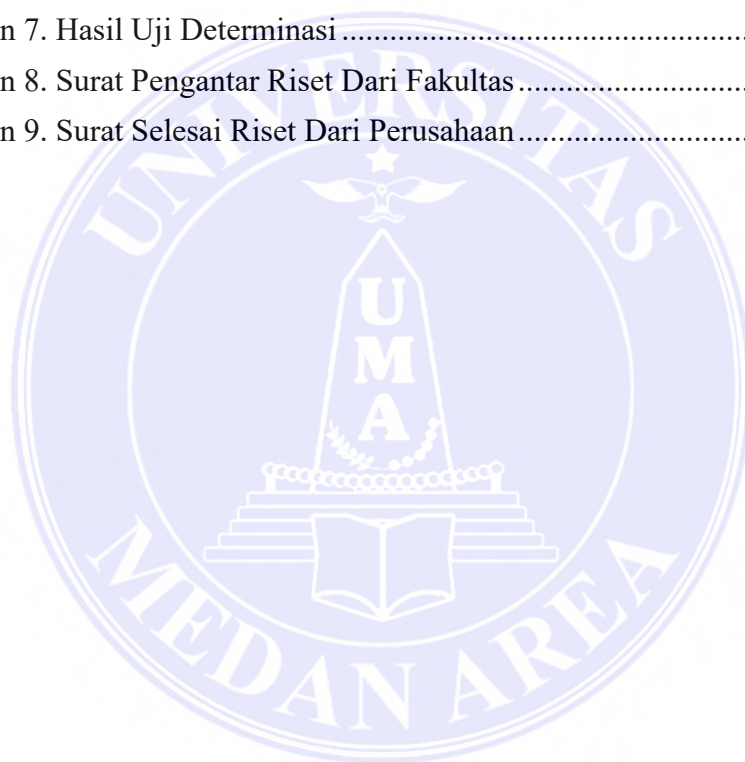 n 7. Hasil Uji Determinasi ..................................................
n 8. Surat Pengantar Riset Dari Fakultas ............................
n 9. Surat Selesai Riset Dari Perusahaan ............................
UNIVERSITAS
UMA
MEDAN AREA